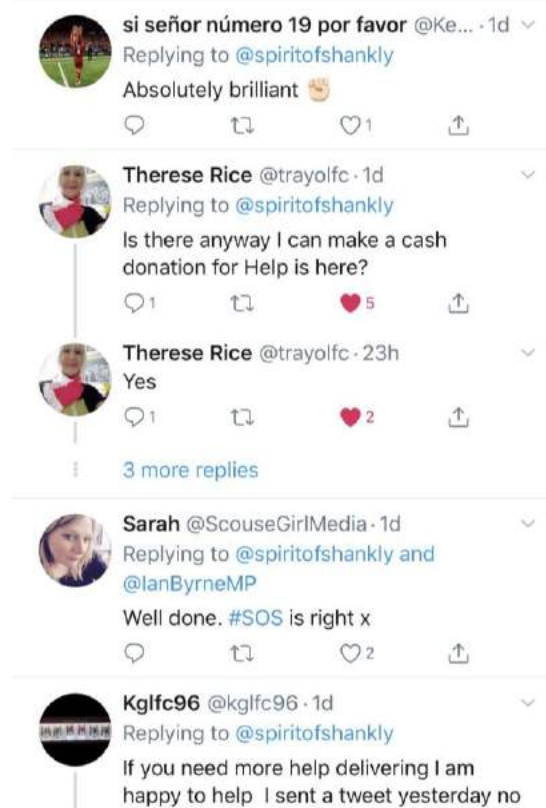 si señor número 19 por favor @Ke... · 1d
Replying to @spiritofshankly
Absolutely brilliant ✊🏻
1
Therese Rice @trayolfc · 1d
Replying to @spiritofshankly
Is there anyway I can make a cash
donation for Help is here?
1 5
Therese Rice @trayolfc · 23h
Yes
1 2
3 more replies
Sarah @ScouseGirlMedia · 1d
Replying to @spiritofshankly and
@IanByrneMP
Well done. #SOS is right x
2
Kglfc96 @kglfc96 · 1d
Replying to @spiritofshankly
If you need more help delivering I am
happy to help I sent a tweet yesterday no